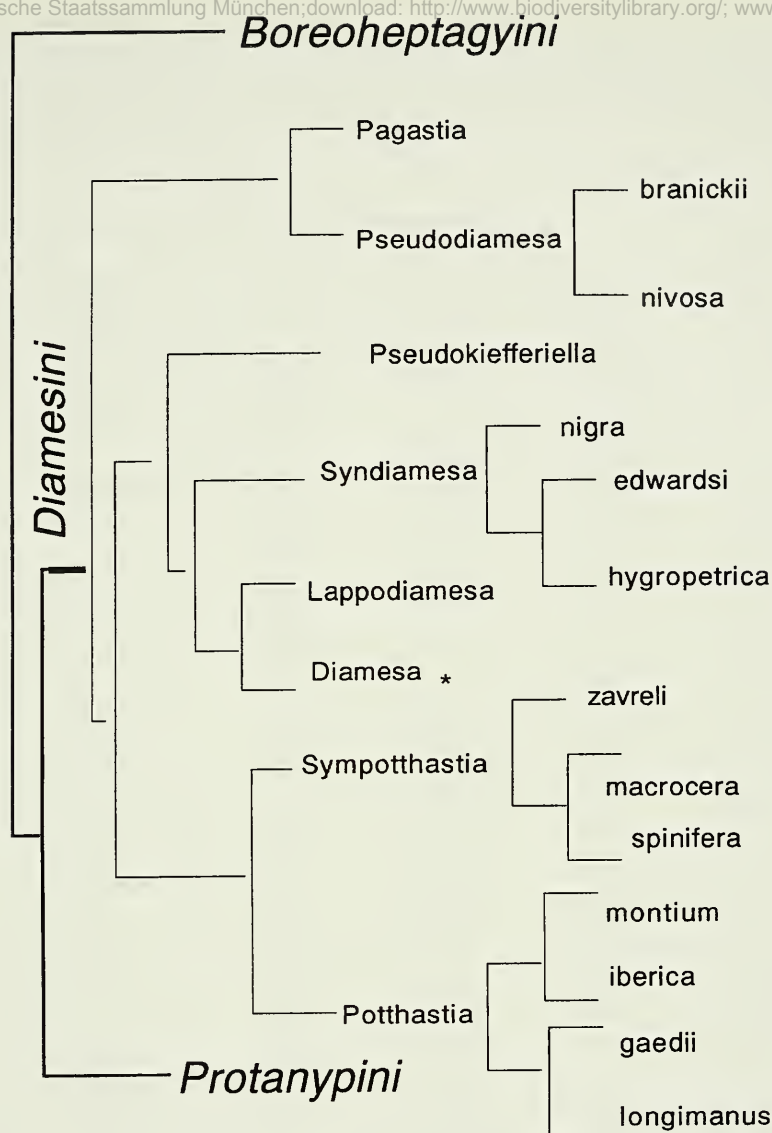 sche Staatssammlung München;download: http://www.biodiversitylibrary.org/; www
Boreoheptagyini
Pagastia
branickii
Pseudodiamesa
nivosa
Diamesini
Pseudokiefferiella
nigra
Syndiamesa
edwardsi
hygropetrica
Lappodiamesa
Diamesa *
zavreli
Sympotthastia
macrocera
spinifera
montium
iberica
Potthastia
gaedii
Protanypini
longimanus